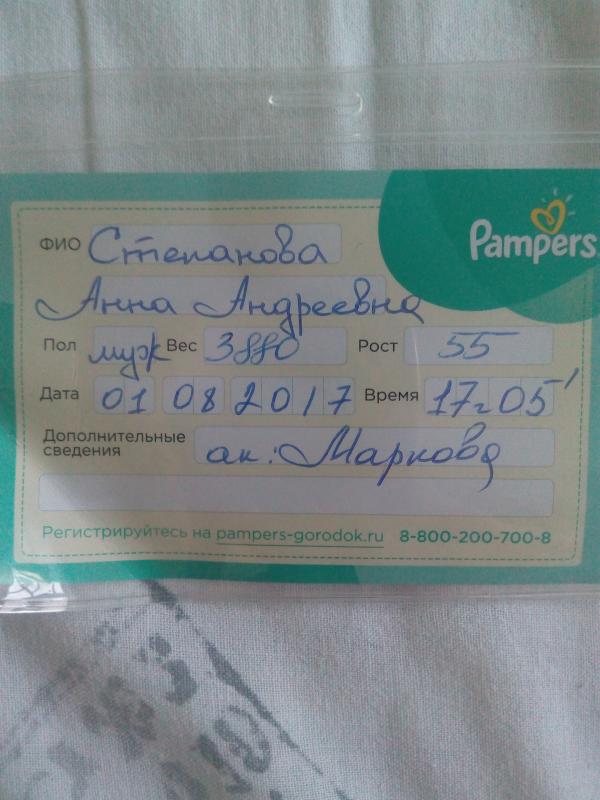 Pampers
ФИО Степанова
Анна Андреевна
Пол муж Вес 3880 Рост 55
Дата 01 08 2017 Время 17ч05'
Дополнительные сведения ак: Маркова
Регистрируйтесь на pampers-gorodok.ru 8-800-200-700-8